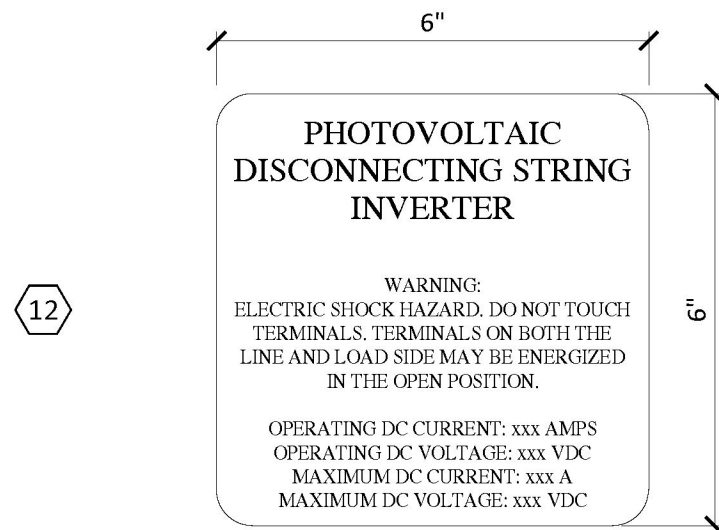 6"
PHOTOVOLTAIC
DISCONNECTING STRING
INVERTER
WARNING:
ELECTRIC SHOCK HAZARD. DO NOT TOUCH
TERMINALS. TERMINALS ON BOTH THE
LINE AND LOAD SIDE MAY BE ENERGIZED
IN THE OPEN POSITION.
OPERATING DC CURRENT: xxx AMPS
OPERATING DC VOLTAGE: xxx VDC
MAXIMUM DC CURRENT: xxx A
MAXIMUM DC VOLTAGE: xxx VDC
12
6"